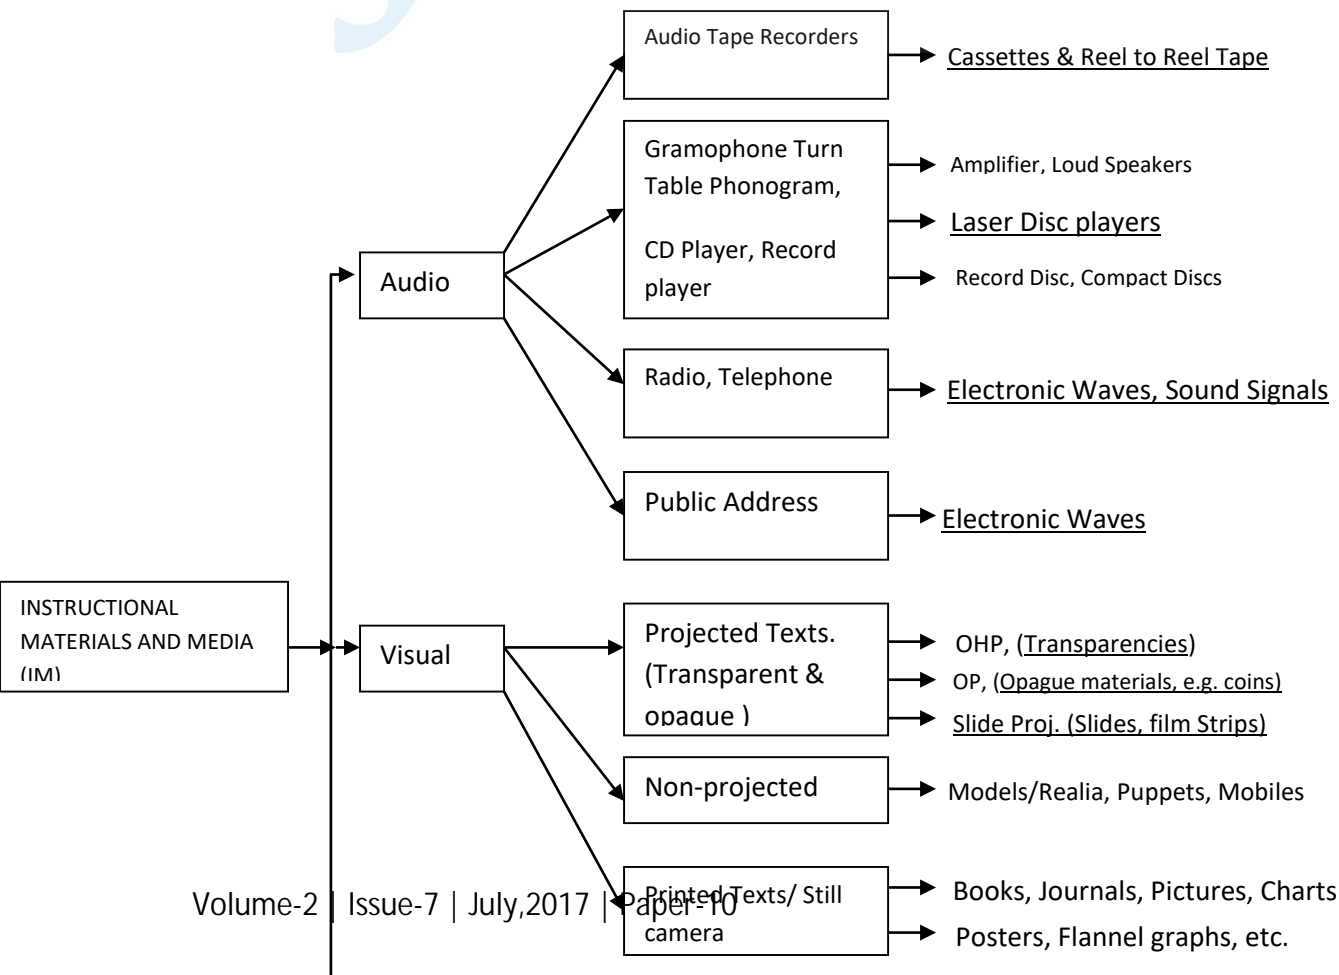 Audio Tape Recorders
Cassettes & Reel to Reel Tape
Gramophone Turn
Table Phonogram,
CD Player, Record
player
Amplifier, Loud Speakers
Laser Disc players
Record Disc, Compact Discs
Audio
Radio, Telephone
Electronic Waves, Sound Signals
Public Address
Electronic Waves
INSTRUCTIONAL
MATERIALS AND MEDIA
(IM)
Visual
Projected Texts.
(Transparent &
opaque )
OHP, (Transparencies)
OP, (Opague materials, e.g. coins)
Slide Proj. (Slides, film Strips)
Non-projected
Models/Realia, Puppets, Mobiles
Printed Texts/ Still
camera
Books, Journals, Pictures, Charts
Posters, Flannel graphs, etc.
Volume-2 | Issue-7 | July,2017 | Paper-10